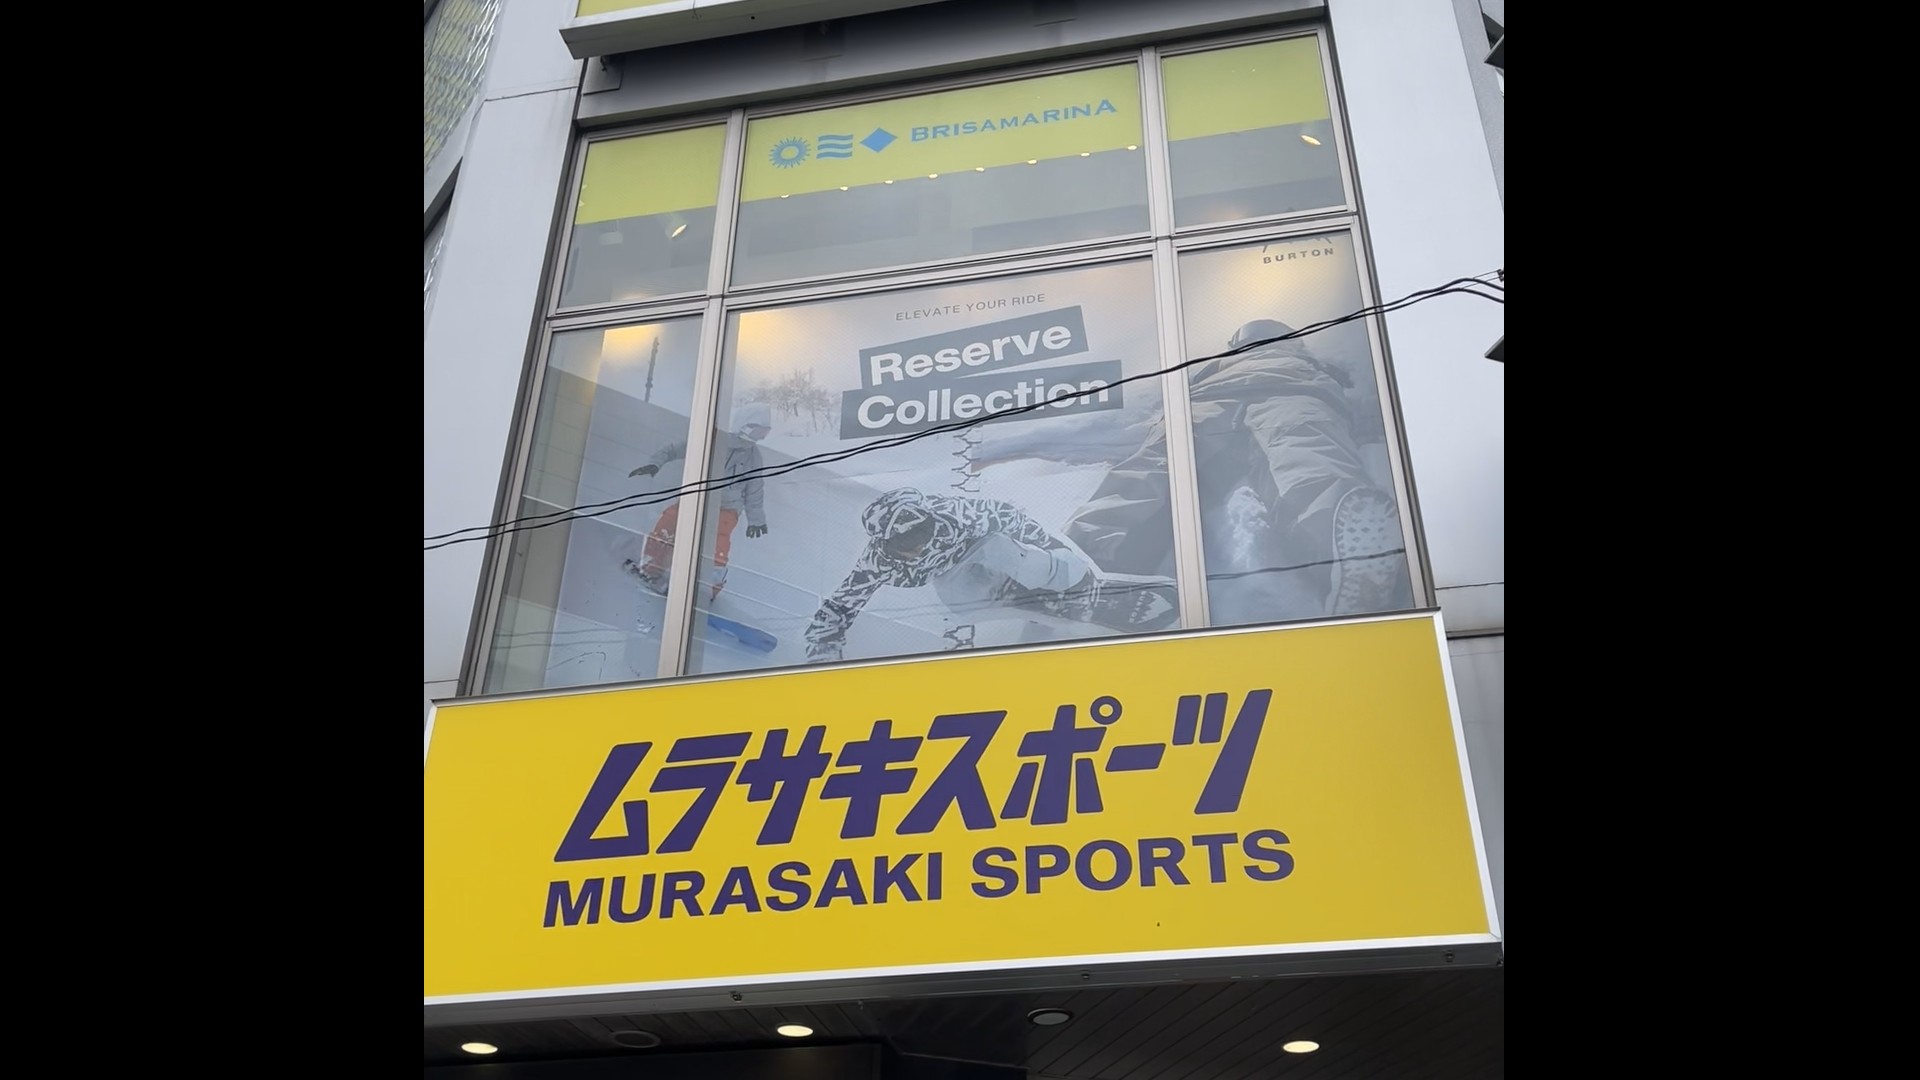 BRISAMARINA
BURTON
ELEVATE YOUR RIDE
Reserve
Collection
ムラサキスポーツ
MURASAKI SPORTS